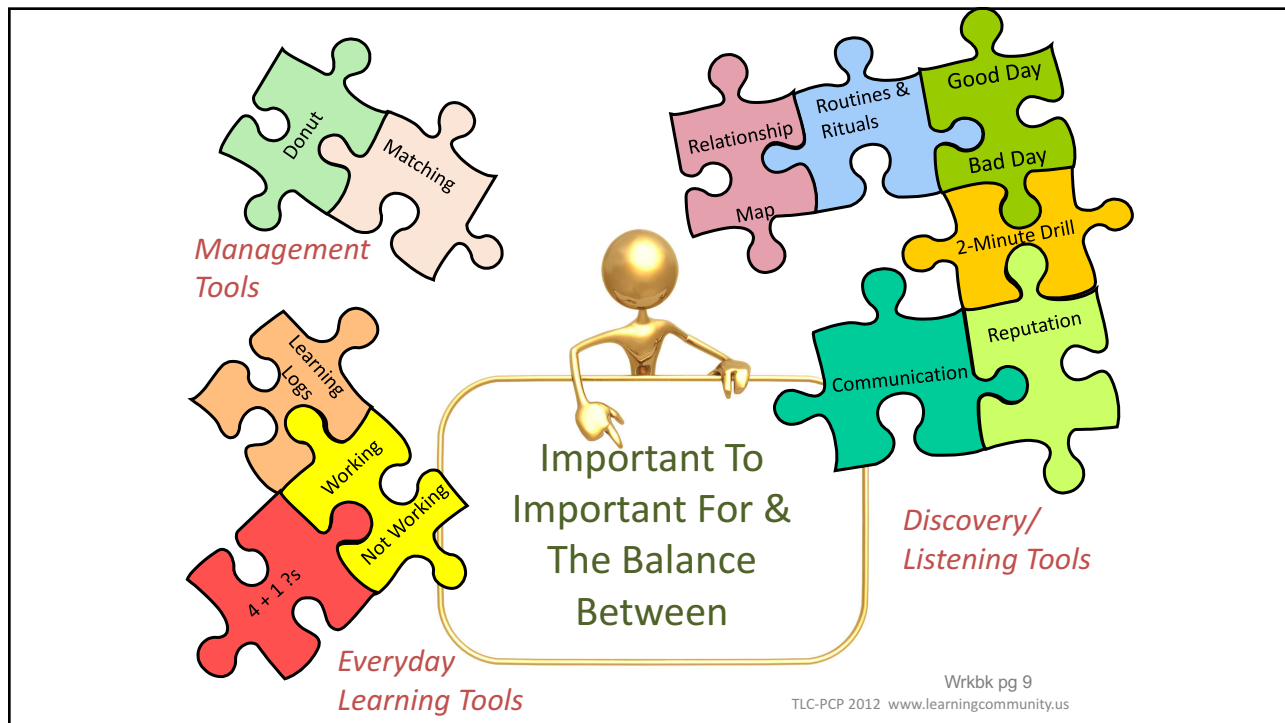 Donut
Matching
Management
Tools
Relationship
Map
Routines &
Rituals
Good Day
Bad Day
2-Minute Drill
Reputation
Communication
Discovery/
Listening Tools
Learning
Logs
Working
Not Working
4 + 1 ?s
Everyday
Learning Tools
Important To
Important For &
The Balance
Between
Wrkbk pg 9
TLC-PCP 2012 www.learningcommunity.us